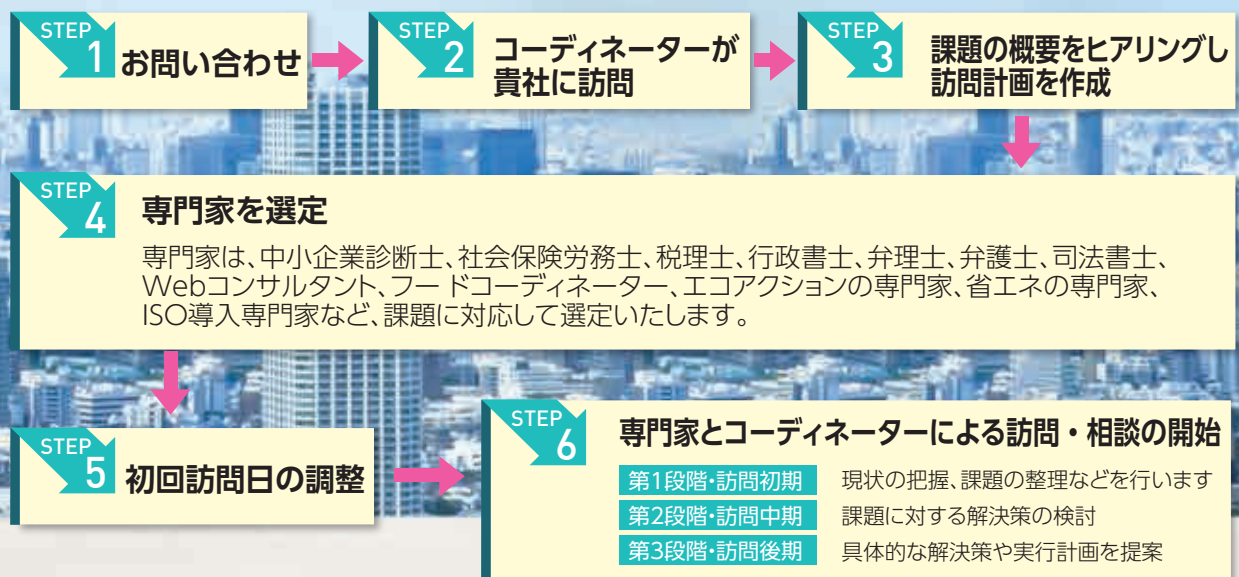 STEP
1 お問い合わせ
STEP
2 コーディネーターが
貴社に訪問
STEP
3 課題の概要をヒアリングし
訪問計画を作成
STEP
4 専門家を選定
専門家は、中小企業診断士、社会保険労務士、税理士、行政書士、弁理士、弁護士、司法書士、
Webコンサルタント、フードコーディネーター、エコアクションの専門家、省エネの専門家、
ISO導入専門家など、課題に対応して選定いたします。
STEP
5 初回訪問日の調整
STEP
6 専門家とコーディネーターによる訪問・相談の開始
第1段階・訪問初期 現状の把握、課題の整理などを行います
第2段階・訪問中期 課題に対する解決策の検討
第3段階・訪問後期 具体的な解決策や実行計画を提案